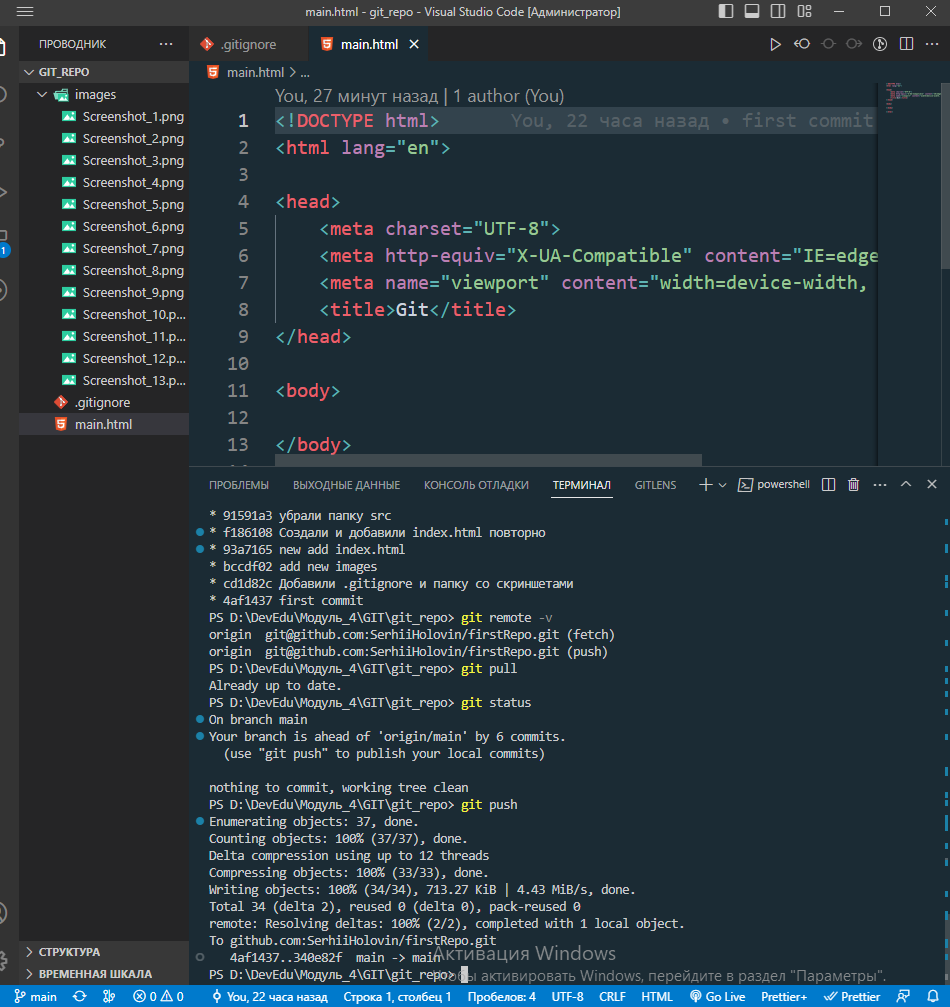 main.html - git_repo - Visual Studio Code [Администратор]
ПРОВОДНИК
.gitignore
main.html
GIT_REPO
main.html > ...
images
Screenshot_1.png
Screenshot_2.png
Screenshot_3.png
Screenshot_4.png
Screenshot_5.png
Screenshot_6.png
Screenshot_7.png
Screenshot_8.png
Screenshot_9.png
Screenshot_10.p...
Screenshot_11.p...
Screenshot_12.p...
Screenshot_13.p...
.gitignore
main.html
1
You, 27 минут назад | 1 author (You)
1 <!DOCTYPE html> You, 22 часа назад • first commit
2 <html lang="en">
3
4 <head>
5 <meta charset="UTF-8">
6 <meta http-equiv="X-UA-Compatible" content="IE=edge
7 <meta name="viewport" content="width=device-width,
8 <title>Git</title>
9 </head>
10
11 <body>
12
13 </body>
ПРОБЛЕМЫ ВЫХОДНЫЕ ДАННЫЕ КОНСОЛЬ ОТЛАДКИ ТЕРМИНАЛ GITLENS powershell
* 91591a3 убрали папку src
* f186108 Создали и добавили index.html повторно
* 93a7165 new add index.html
* bccdf02 add new images
* cd1d82c Добавили .gitignore и папку со скриншетами
* 4af1437 first commit
PS D:\DevEdu\Модуль_4\GIT\git_repo> git remote -v
origin git@github.com:SerhiiHolovin/firstRepo.git (fetch)
origin git@github.com:SerhiiHolovin/firstRepo.git (push)
PS D:\DevEdu\Модуль_4\GIT\git_repo> git pull
Already up to date.
PS D:\DevEdu\Модуль_4\GIT\git_repo> git status
On branch main
Your branch is ahead of 'origin/main' by 6 commits.
(use "git push" to publish your local commits)
nothing to commit, working tree clean
PS D:\DevEdu\Модуль_4\GIT\git_repo> git push
Enumerating objects: 37, done.
Counting objects: 100% (37/37), done.
Delta compression using up to 12 threads
Compressing objects: 100% (33/33), done.
Writing objects: 100% (34/34), 713.27 KiB | 4.43 MiB/s, done.
Total 34 (delta 2), reused 0 (delta 0), pack-reused 0
remote: Resolving deltas: 100% (2/2), completed with 1 local object.
To github.com:SerhiiHolovin/firstRepo.git
4af1437..340e82f main -> main
PS D:\DevEdu\Модуль_4\GIT\git_repo>
Активация Windows
Чтобы активировать Windows, перейдите в раздел "Параметры".
СТРУКТУРА
ВРЕМЕННАЯ ШКАЛА
main 0 0 You, 22 часа назад Строка 1, столбец 1 Пробелов: 4 UTF-8 CRLF HTML Go Live Prettier+ Prettier